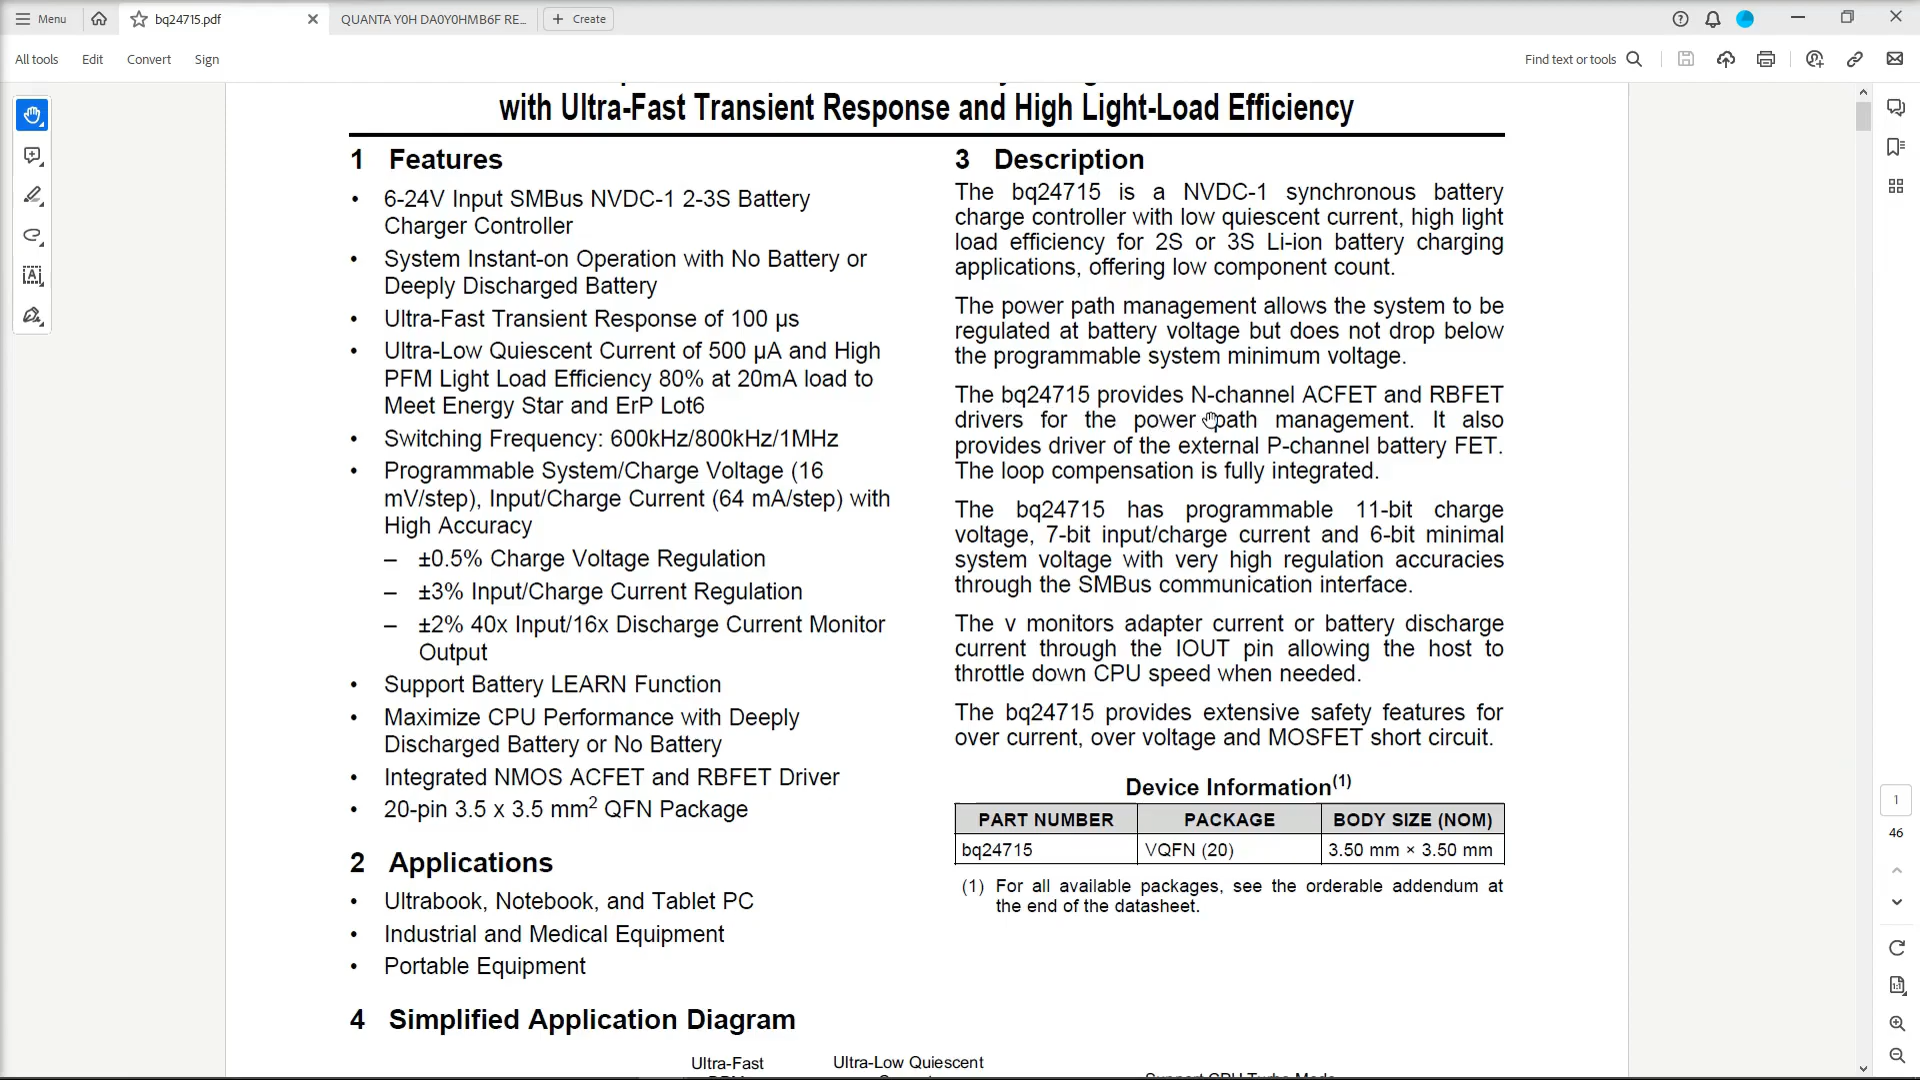 Menu
bq24715.pdf
QUANTA Y0H DA0Y0HMB6F RE...
Create
All tools
Edit
Convert
Sign
Find text or tools
with Ultra-Fast Transient Response and High Light-Load Efficiency
1 Features
• 6-24V Input SMBus NVDC-1 2-3S Battery
Charger Controller
• System Instant-on Operation with No Battery or
Deeply Discharged Battery
• Ultra-Fast Transient Response of 100 µs
• Ultra-Low Quiescent Current of 500 µA and High
PFM Light Load Efficiency 80% at 20mA load to
Meet Energy Star and ErP Lot6
• Switching Frequency: 600kHz/800kHz/1MHz
• Programmable System/Charge Voltage (16
mV/step), Input/Charge Current (64 mA/step) with
High Accuracy
– ±0.5% Charge Voltage Regulation
– ±3% Input/Charge Current Regulation
– ±2% 40x Input/16x Discharge Current Monitor
Output
• Support Battery LEARN Function
• Maximize CPU Performance with Deeply
Discharged Battery or No Battery
• Integrated NMOS ACFET and RBFET Driver
• 20-pin 3.5 x 3.5 mm2 QFN Package
2 Applications
• Ultrabook, Notebook, and Tablet PC
• Industrial and Medical Equipment
• Portable Equipment
3 Description
The bq24715 is a NVDC-1 synchronous battery
charge controller with low quiescent current, high light
load efficiency for 2S or 3S Li-ion battery charging
applications, offering low component count.
The power path management allows the system to be
regulated at battery voltage but does not drop below
the programmable system minimum voltage.
The bq24715 provides N-channel ACFET and RBFET
drivers for the power path management. It also
provides driver of the external P-channel battery FET.
The loop compensation is fully integrated.
The bq24715 has programmable 11-bit charge
voltage, 7-bit input/charge current and 6-bit minimal
system voltage with very high regulation accuracies
through the SMBus communication interface.
The v monitors adapter current or battery discharge
current through the IOUT pin allowing the host to
throttle down CPU speed when needed.
The bq24715 provides extensive safety features for
over current, over voltage and MOSFET short circuit.
Device Information(1)
PART NUMBER PACKAGE BODY SIZE (NOM)
bq24715 VQFN (20) 3.50 mm × 3.50 mm
(1) For all available packages, see the orderable addendum at
the end of the datasheet.
4 Simplified Application Diagram
Ultra-Fast
Ultra-Low Quiescent
Support CPU Turbo Mode
1
46